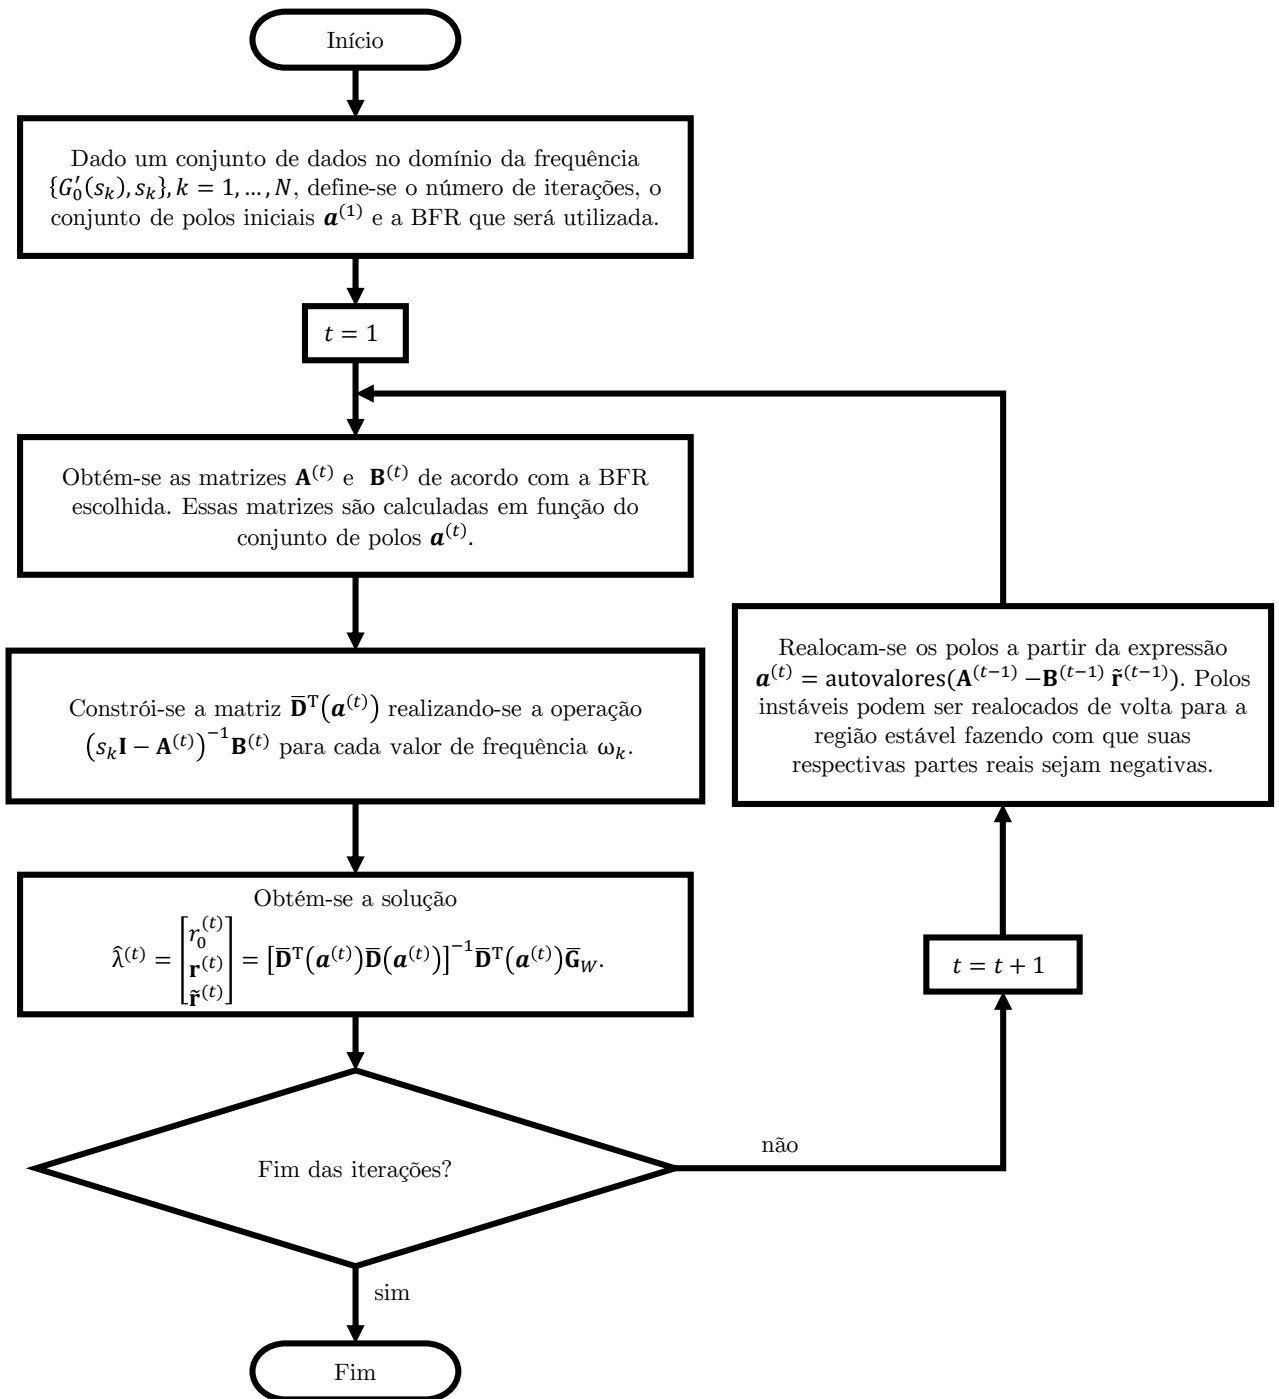 Início
Dado um conjunto de dados no domínio da frequência
{G′₀(sₖ), sₖ}, k = 1, …, N, define-se o número de iterações, o
conjunto de polos iniciais 𝒂⁽¹⁾ e a BFR que será utilizada.
t = 1
Obtém-se as matrizes 𝐀⁽ᵗ⁾ e 𝐁⁽ᵗ⁾ de acordo com a BFR
escolhida. Essas matrizes são calculadas em função do
conjunto de polos 𝒂⁽ᵗ⁾.
Constrói-se a matriz 𝐃̅ᵀ(𝒂⁽ᵗ⁾) realizando-se a operação
(sₖ𝐈 − 𝐀⁽ᵗ⁾)⁻¹𝐁⁽ᵗ⁾ para cada valor de frequência ωₖ.
Obtém-se a solução
λ̂⁽ᵗ⁾ = [r₀⁽ᵗ⁾ 𝐫⁽ᵗ⁾ 𝐫̃⁽ᵗ⁾] = [𝐃̅ᵀ(𝒂⁽ᵗ⁾)𝐃̅(𝒂⁽ᵗ⁾)]⁻¹𝐃̅ᵀ(𝒂⁽ᵗ⁾)𝐆̅_W.
Fim das iterações?
não
sim
Fim
t = t + 1
Realocam-se os polos a partir da expressão
𝒂⁽ᵗ⁾ = autovalores(𝐀⁽ᵗ⁻¹⁾ −𝐁⁽ᵗ⁻¹⁾ 𝐫̃⁽ᵗ⁻¹⁾). Polos
instáveis podem ser realocados de volta para a
região estável fazendo com que suas
respectivas partes reais sejam negativas.